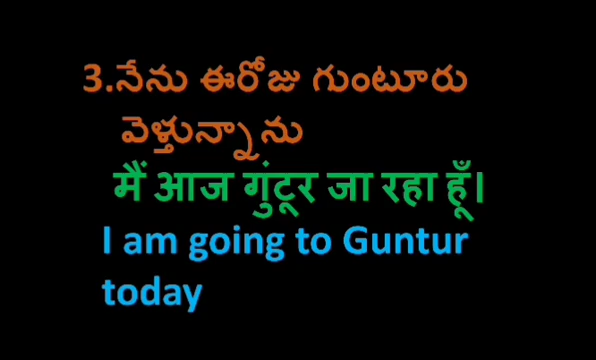 3.నేను ఈరోజు గుంటూరు
వెళ్తున్నాను
मैं आज गुंटूर जा रहा हूँ।
I am going to Guntur
today